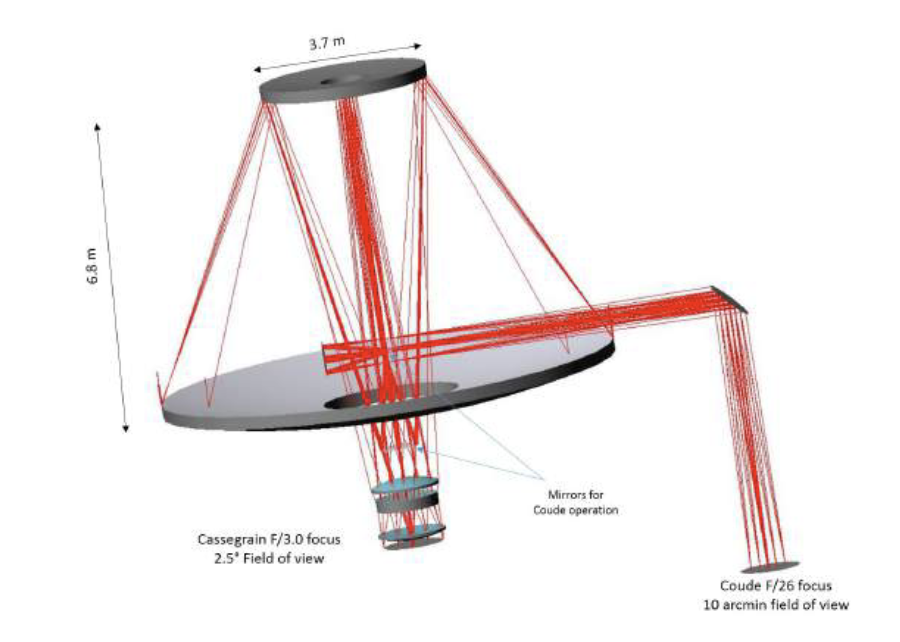 3.7 m
6.8 m
Mirrors for
Coude operation
Cassegrain F/3.0 focus
2.5° Field of view
Coude F/26 focus
10 arcmin field of view